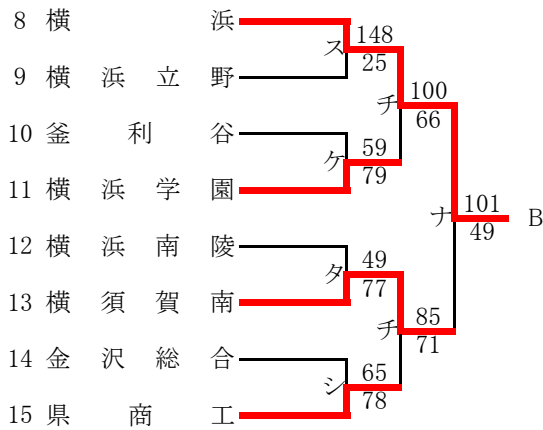 8 横 浜
148
ス
25
9 横 浜 立 野
100
チ
66
10 釜 利 谷
59
ケ
79
11 横 浜 学 園
101
ナ B
49
12 横 浜 南 陵
49
タ
77
13 横 須 賀 南
85
チ
71
14 金 沢 総 合
65
シ
78
15 県 商 工